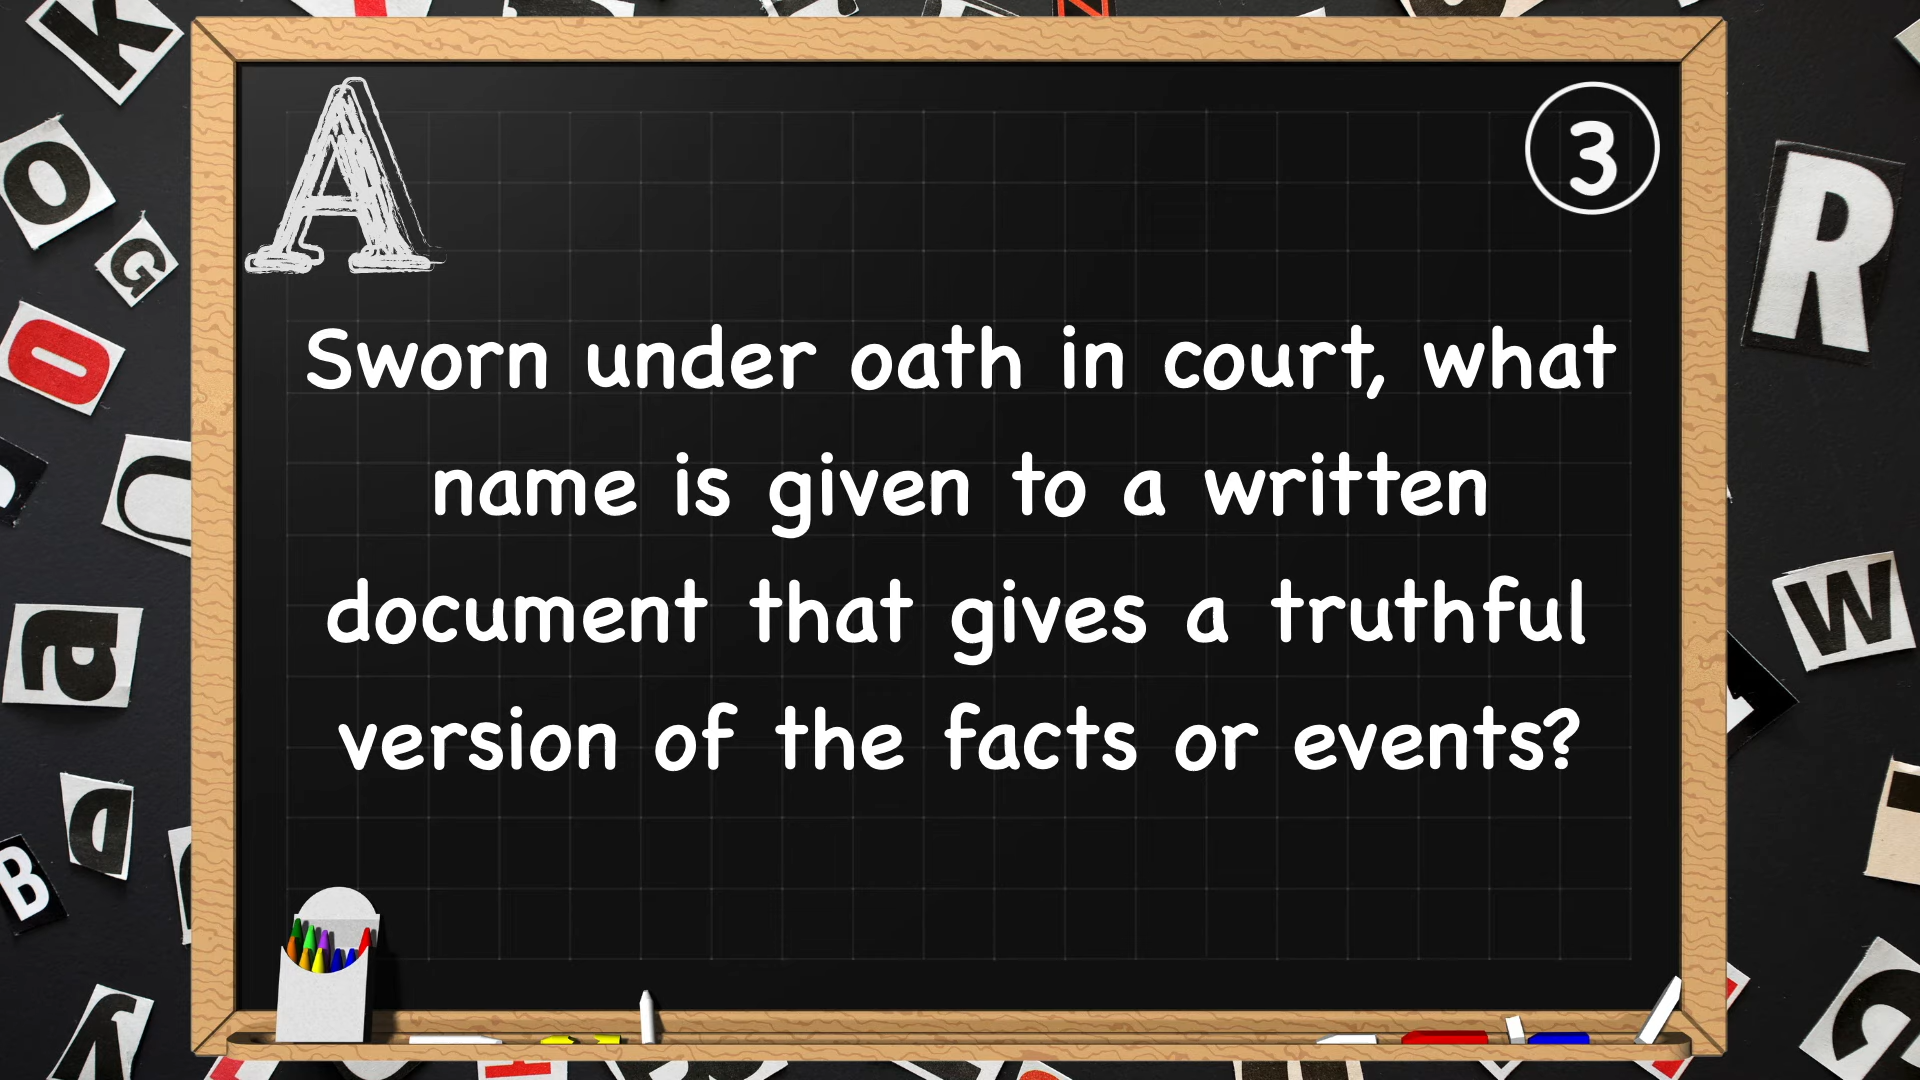 A
3
Sworn under oath in court, what
name is given to a written
document that gives a truthful
version of the facts or events?
K
O
G
O
a
B
R
W